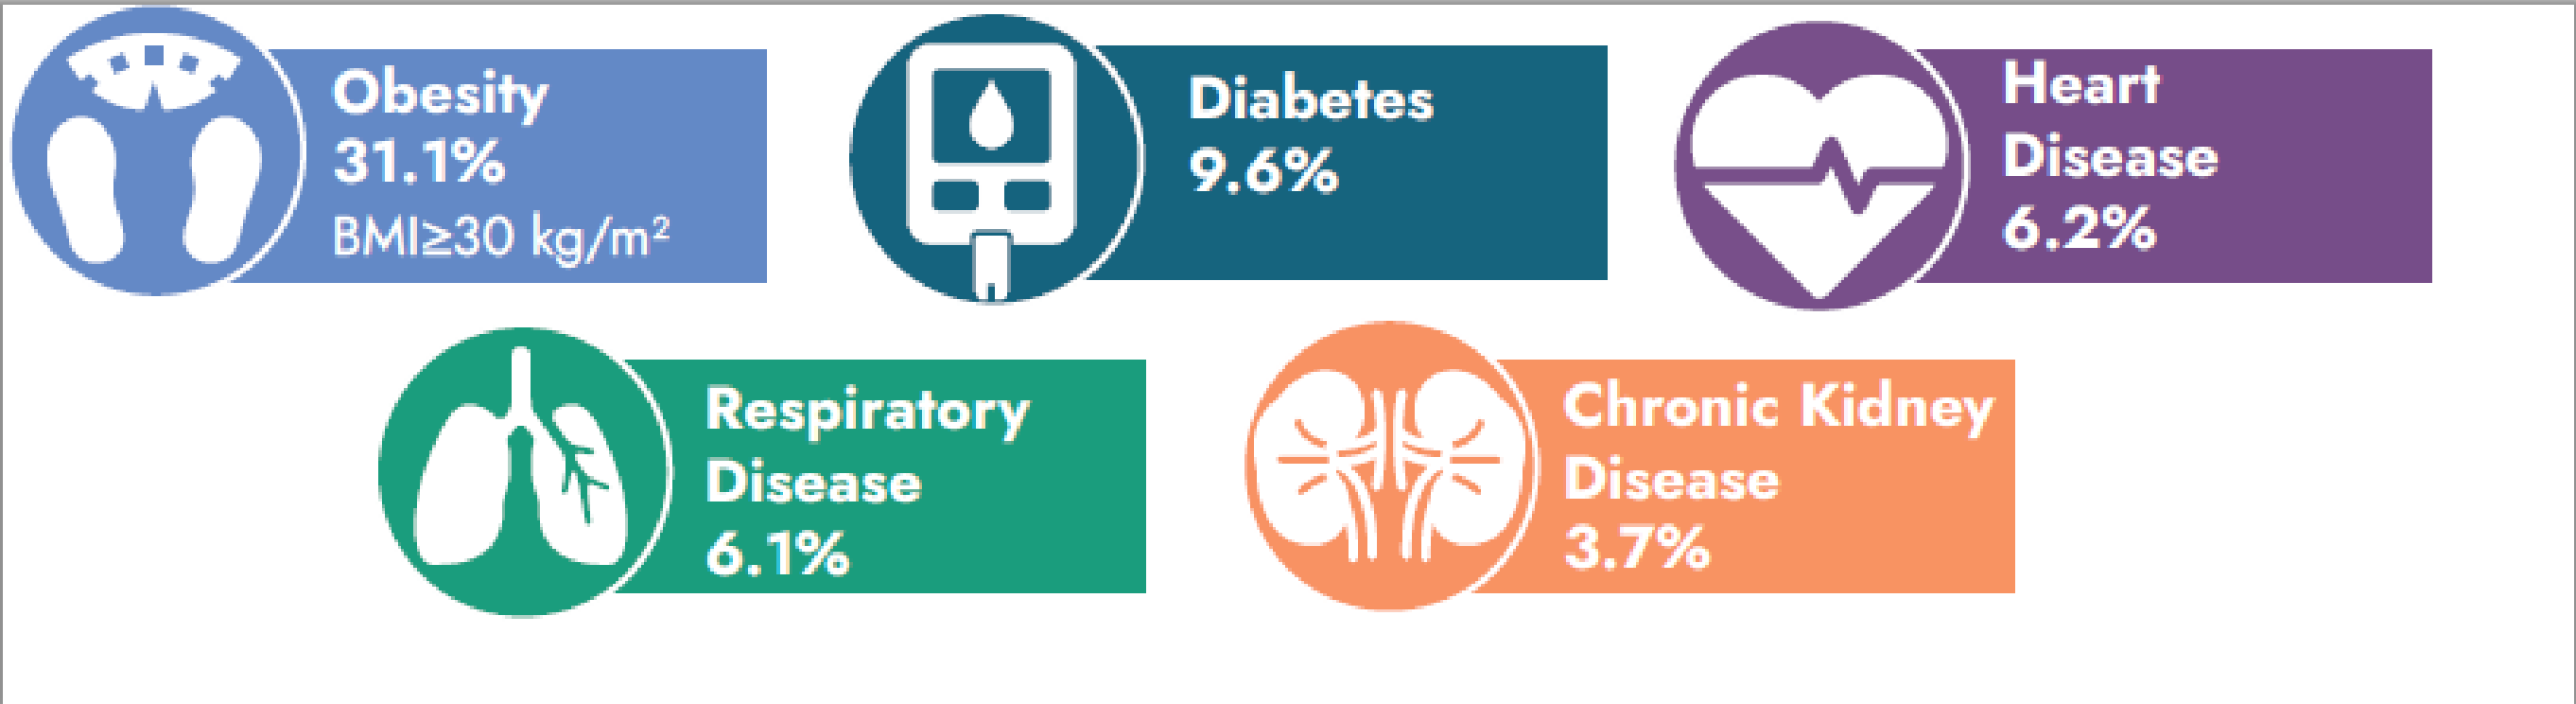 Obesity
31.1%
BMI≥30 kg/m²
Diabetes
9.6%
Heart
Disease
6.2%
Respiratory
Disease
6.1%
Chronic Kidney
Disease
3.7%